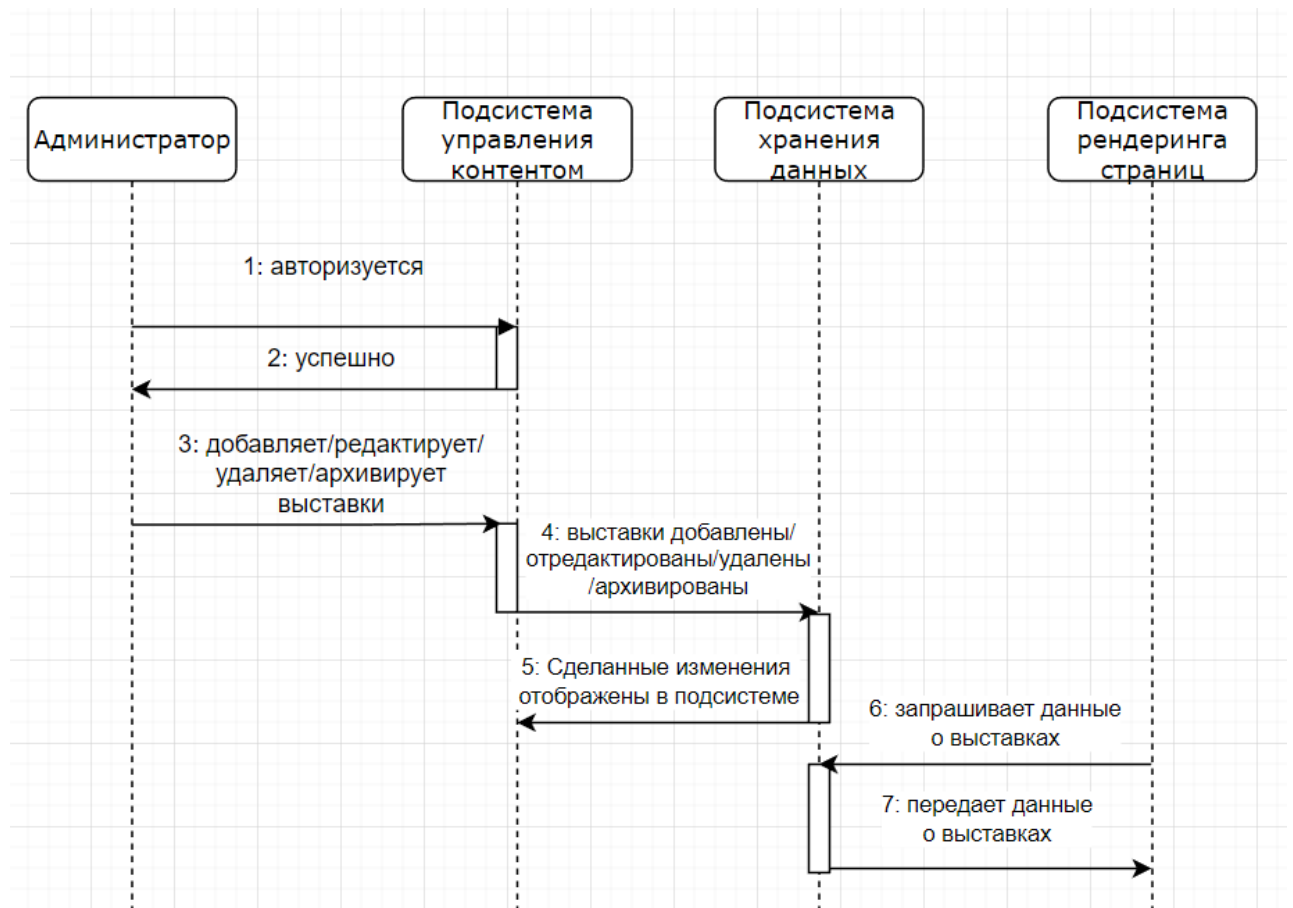 Администратор
Подсистема
управления
контентом
Подсистема
хранения
данных
Подсистема
рендеринга
страниц
1: авторизуется
2: успешно
3: добавляет/редактирует/
удаляет/архивирует
выставки
4: выставки добавлены/
отредактированы/удалены
/архивированы
5: Сделанные изменения
отображены в подсистеме
6: запрашивает данные
о выставках
7: передает данные
о выставках